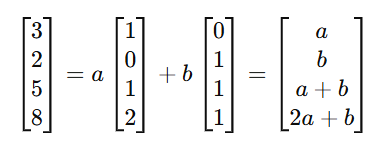 [3 2 5 8] = a [1 0 1 2] + b [0 1 1 1] = [a b a + b 2a + b]